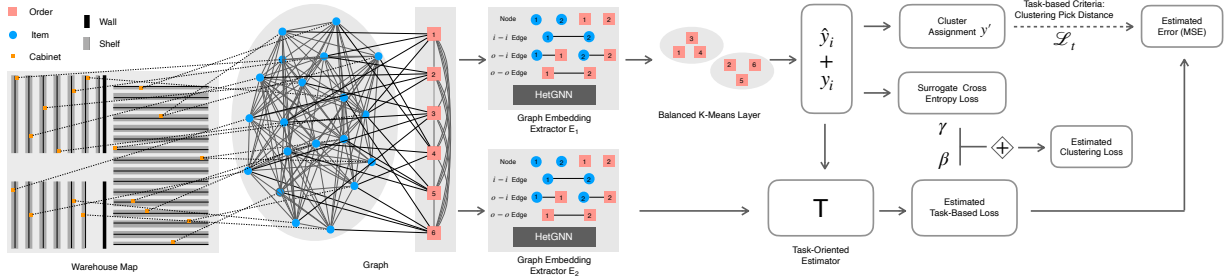 Order
Item
Cabinet
Wall
Shelf
Warehouse Map
1
2
3
4
5
6
Graph
Node
1 2 1 2
i – i Edge
1 2
o – i Edge
1 1 2 2
o – o Edge
1 2
HetGNN
Graph Embedding
Extractor E1
Node
1 2 1 2
i – i Edge
1 2
o – i Edge
1 1 2 2
o – o Edge
1 2
HetGNN
Graph Embedding
Extractor E2
3
1 4
2 6
5
Balanced K-Means Layer
ŷi
+
yi
T
Task-Oriented
Estimator
Cluster
Assignment y′
Task-based Criteria:
Clustering Pick Distance
ℒt
Estimated
Error (MSE)
Surrogate Cross
Entropy Loss
γ
β
+
Estimated
Clustering Loss
Estimated
Task-Based Loss